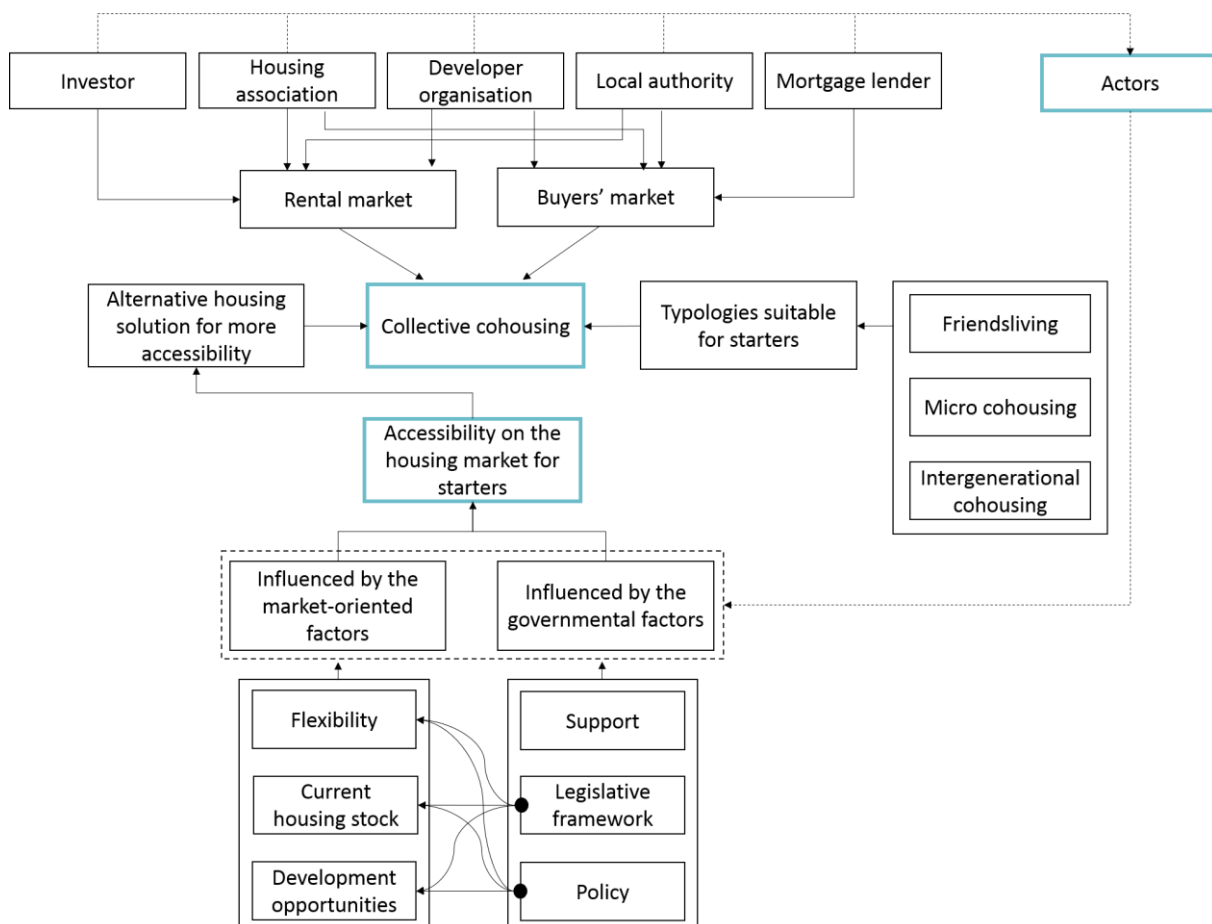 Investor
Housing
association
Developer
organisation
Local authority
Mortgage lender
Actors
Rental market
Buyers’ market
Alternative housing
solution for more
accessibility
Collective cohousing
Typologies suitable
for starters
Friendsliving
Micro cohousing
Intergenerational
cohousing
Accessibility on the
housing market for
starters
Influenced by the
market-oriented
factors
Influenced by the
governmental factors
Flexibility
Support
Current
housing stock
Legislative
framework
Development
opportunities
Policy